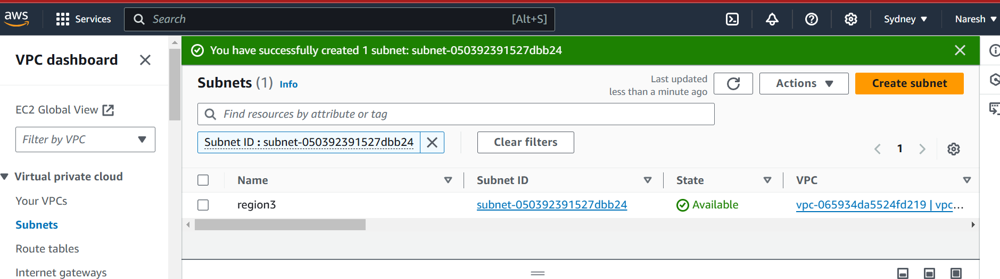 aws
Services
Search
[Alt+S]
Sydney
Naresh
VPC dashboard
EC2 Global View
Filter by VPC
Virtual private cloud
Your VPCs
Subnets
Route tables
Internet gateways
You have successfully created 1 subnet: subnet-050392391527dbb24
Subnets (1) Info
Last updated
less than a minute ago
Actions
Create subnet
Find resources by attribute or tag
Subnet ID : subnet-050392391527dbb24
Clear filters
1
Name Subnet ID State VPC
region3 subnet-050392391527dbb24 Available vpc-065934da5524fd219 | vpc...